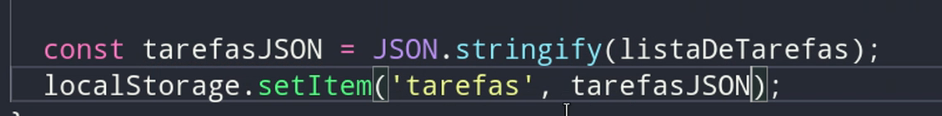 const tarefasJSON = JSON.stringify(listaDeTarefas);
localStorage.setItem('tarefas', tarefasJSON);